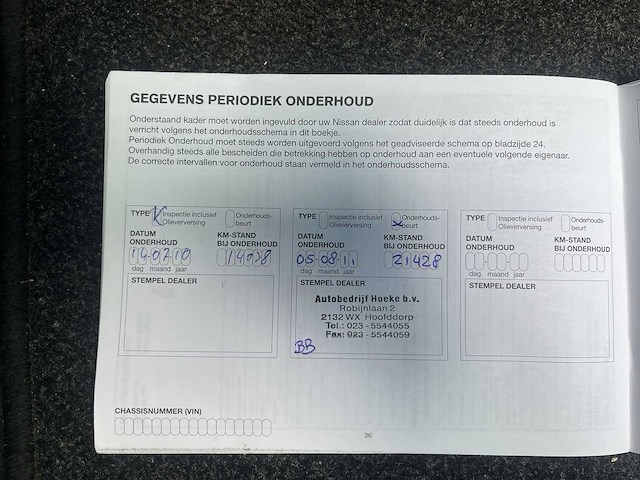 GEGEVENS PERIODIEK ONDERHOUD
Onderstaand kader moet worden ingevuld door uw Nissan dealer zodat duidelijk is dat steeds onderhoud is
verricht volgens het onderhoudsschema in dit boekje.
Periodiek Onderhoud moet steeds worden uitgevoerd volgens het geadviseerde schema op bladzijde 24.
Overhandig steeds alle bescheiden die betrekking hebben op onderhoud aan een eventuele volgende eigenaar.
De correcte intervallen voor onderhoud staan vermeld in het onderhoudsschema.
TYPE Inspectie inclusief Olieverversing Onderhouds-beurt
DATUM ONDERHOUD KM-STAND BIJ ONDERHOUD
14-07-10 14028
dag maand jaar
STEMPEL DEALER
TYPE Inspectie inclusief Olieverversing x Onderhouds-beurt
DATUM ONDERHOUD KM-STAND BIJ ONDERHOUD
05-08-11 21428
dag maand jaar
STEMPEL DEALER
Autobedrijf Hoeke b.v.
Robijnlaan 2
2132 WX Hoofddorp
Tel.: 023 - 5544055
Fax: 023 - 5544059
BB
TYPE Inspectie inclusief Olieverversing Onderhouds-beurt
DATUM ONDERHOUD KM-STAND BIJ ONDERHOUD
dag maand jaar
STEMPEL DEALER
CHASSISNUMMER (VIN)
36